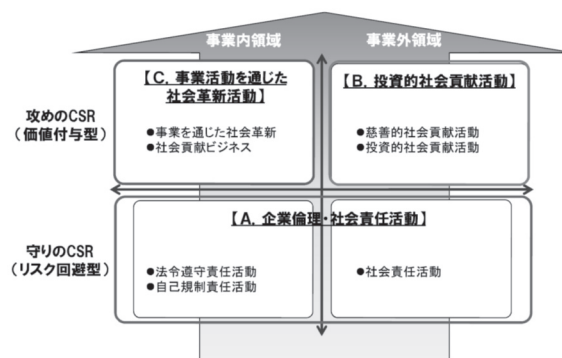 事業内領域
事業外領域
攻めのCSR
(価値付与型)
【C. 事業活動を通じた
社会革新活動】
●事業を通じた社会革新
●社会貢献ビジネス
【B. 投資的社会貢献活動】
●慈善的社会貢献活動
●投資的社会貢献活動
守りのCSR
(リスク回避型)
【A. 企業倫理・社会責任活動】
●法令遵守責任活動
●自己規制責任活動
●社会責任活動